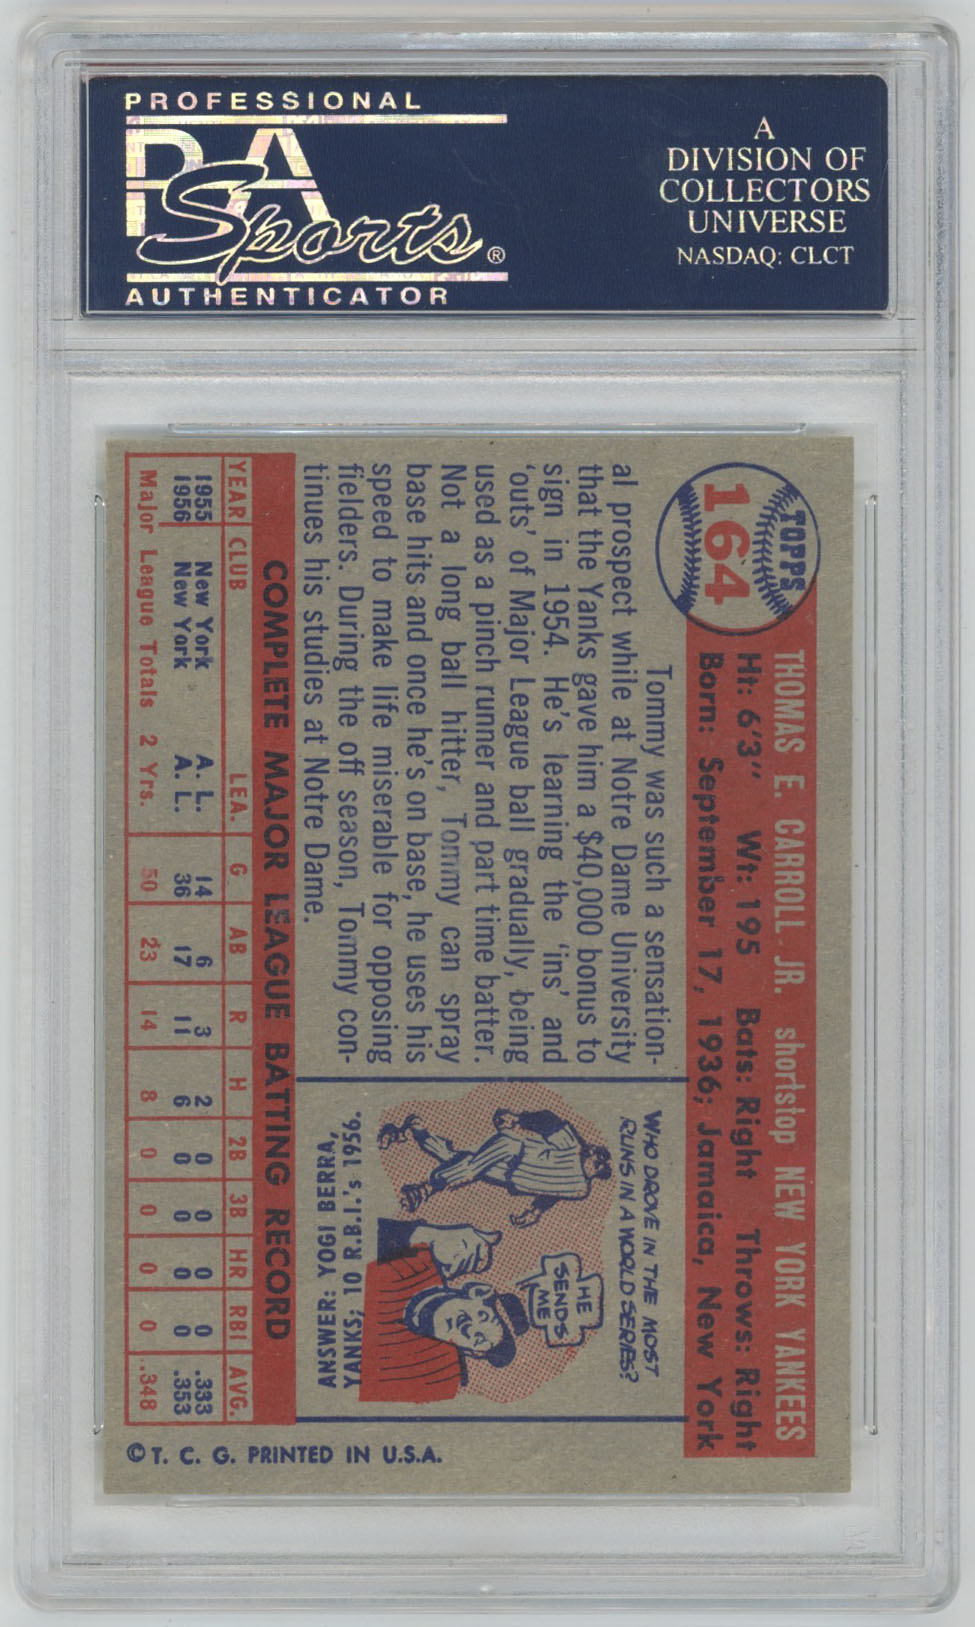 PROFESSIONAL
PSA
Sports®
AUTHENTICATOR
A
DIVISION OF
COLLECTORS
UNIVERSE
NASDAQ: CLCT
TOPPS
164
THOMAS E. CARROLL JR. shortstop NEW YORK YANKEES
Ht: 6'3" Wt: 195 Bats: Right Throws: Right
Born: September 17, 1936; Jamaica, New York
Tommy was such a sensation-
al prospect while at Notre Dame University
that the Yanks gave him a $40,000 bonus to
sign in 1954. He's learning the 'ins' and
'outs' of Major League ball gradually, being
used as a pinch runner and part time batter.
Not a long ball hitter, Tommy can spray
base hits and once he's on base, he uses his
speed to make life miserable for opposing
fielders. During the off season, Tommy con-
tinues his studies at Notre Dame.
WHO DROVE IN THE MOST
RUNS IN A WORLD SERIES?
HE
SENDS
ME
ANSWER: YOGI BERRA,
YANKS; 10 R.B.I.'s 1956.
COMPLETE MAJOR LEAGUE BATTING RECORD
YEAR CLUB LEA. G AB R H 2B 3B HR RBI AVG.
1955 New York A. L. 14 6 3 2 0 0 0 0 .333
1956 New York A. L. 36 17 11 6 0 0 0 0 .353
Major League Totals 2 Yrs. 50 23 14 8 0 0 0 0 .348
© T. C. G. PRINTED IN U.S.A.